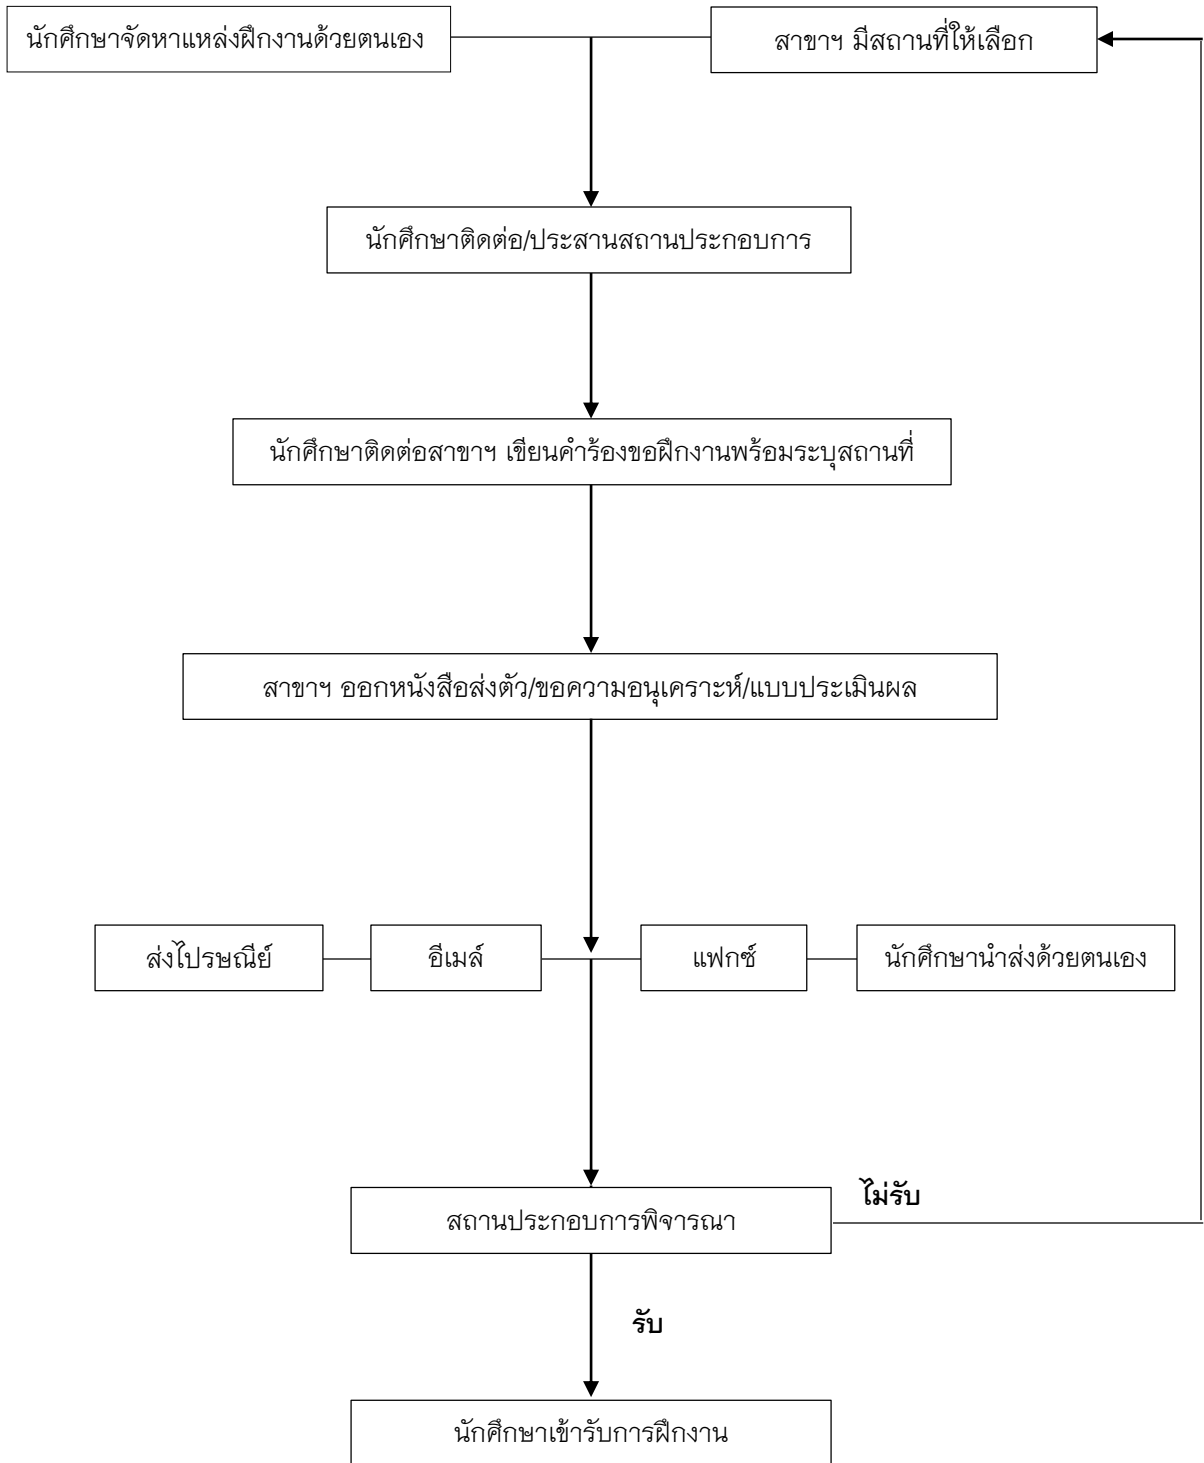 นักศึกษาจัดหาแหล่งฝึกงานด้วยตนเอง
สาขาฯ มีสถานที่ให้เลือก
นักศึกษาติดต่อ/ประสานสถานประกอบการ
นักศึกษาติดต่อสาขาฯ เขียนคำร้องขอฝึกงานพร้อมระบุสถานที่
สาขาฯ ออกหนังสือส่งตัว/ขอความอนุเคราะห์/แบบประเมินผล
ส่งไปรษณีย์
อีเมล์
แฟกซ์
นักศึกษานำส่งด้วยตนเอง
สถานประกอบการพิจารณา
ไม่รับ
รับ
นักศึกษาเข้ารับการฝึกงาน